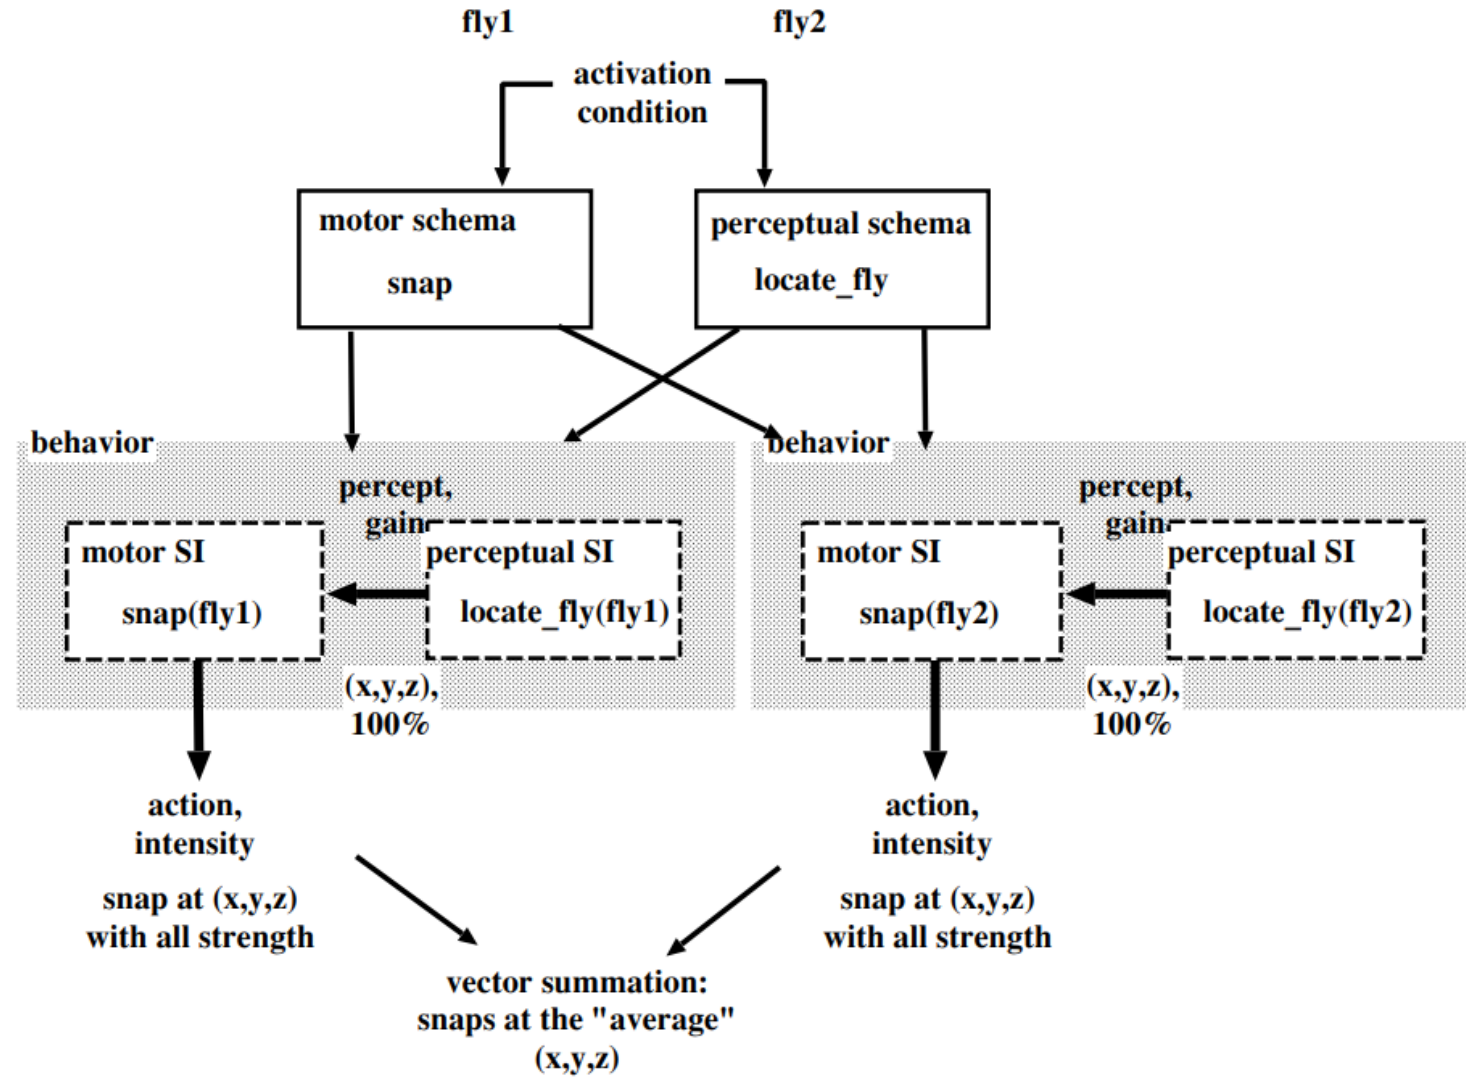 fly1
fly2
activation
condition
motor schema
snap
perceptual schema
locate_fly
behavior
percept,
gain
motor SI
snap(fly1)
perceptual SI
locate_fly(fly1)
(x,y,z),
100%
behavior
percept,
gain
motor SI
snap(fly2)
perceptual SI
locate_fly(fly2)
(x,y,z),
100%
action,
intensity
snap at (x,y,z)
with all strength
action,
intensity
snap at (x,y,z)
with all strength
vector summation:
snaps at the "average"
(x,y,z)